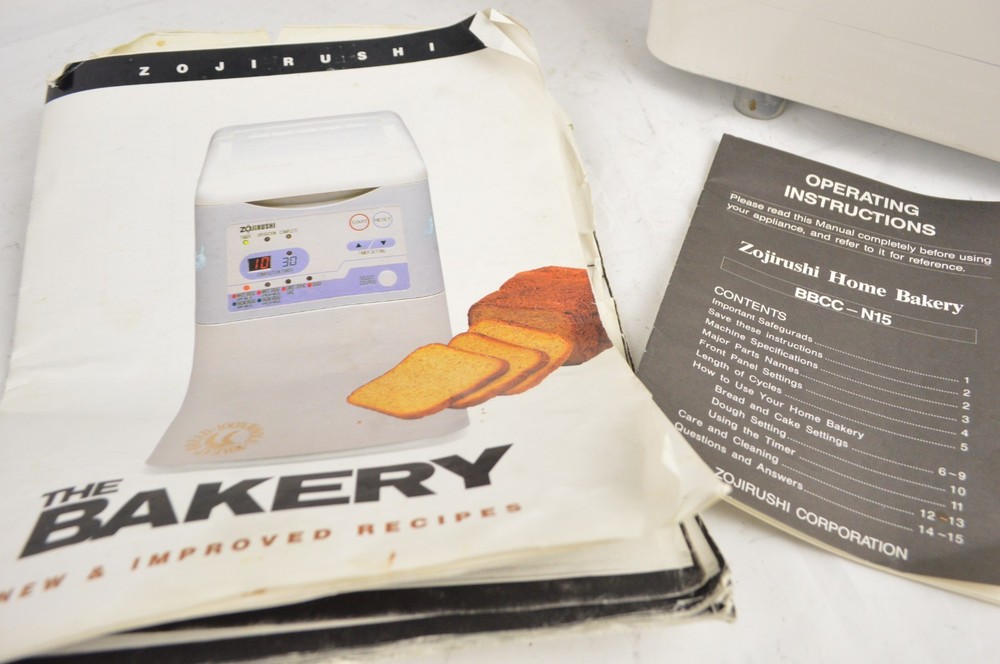 ZOJIRUSHI
ZOJIRUSHI
TIMER OPERATION COMPLETE
START
RESET
10 30
THE
BAKERY
NEW & IMPROVED RECIPES
OPERATING
INSTRUCTIONS
Please read this Manual completely before using
your appliance, and refer to it for reference.
Zojirushi Home Bakery
BBCC – N15
CONTENTS
Important Safegurads 1
Save these instructions 2
Machine Specifications 2
Major Parts Names 3
Front Panel Settings 4
Length of Cycles 5
How to Use Your Home Bakery
Bread and Cake Settings 6–9
Dough Setting 10
Using the Timer 11
Care and Cleaning 12–13
Questions and Answers 14–15
ZOJIRUSHI CORPORATION